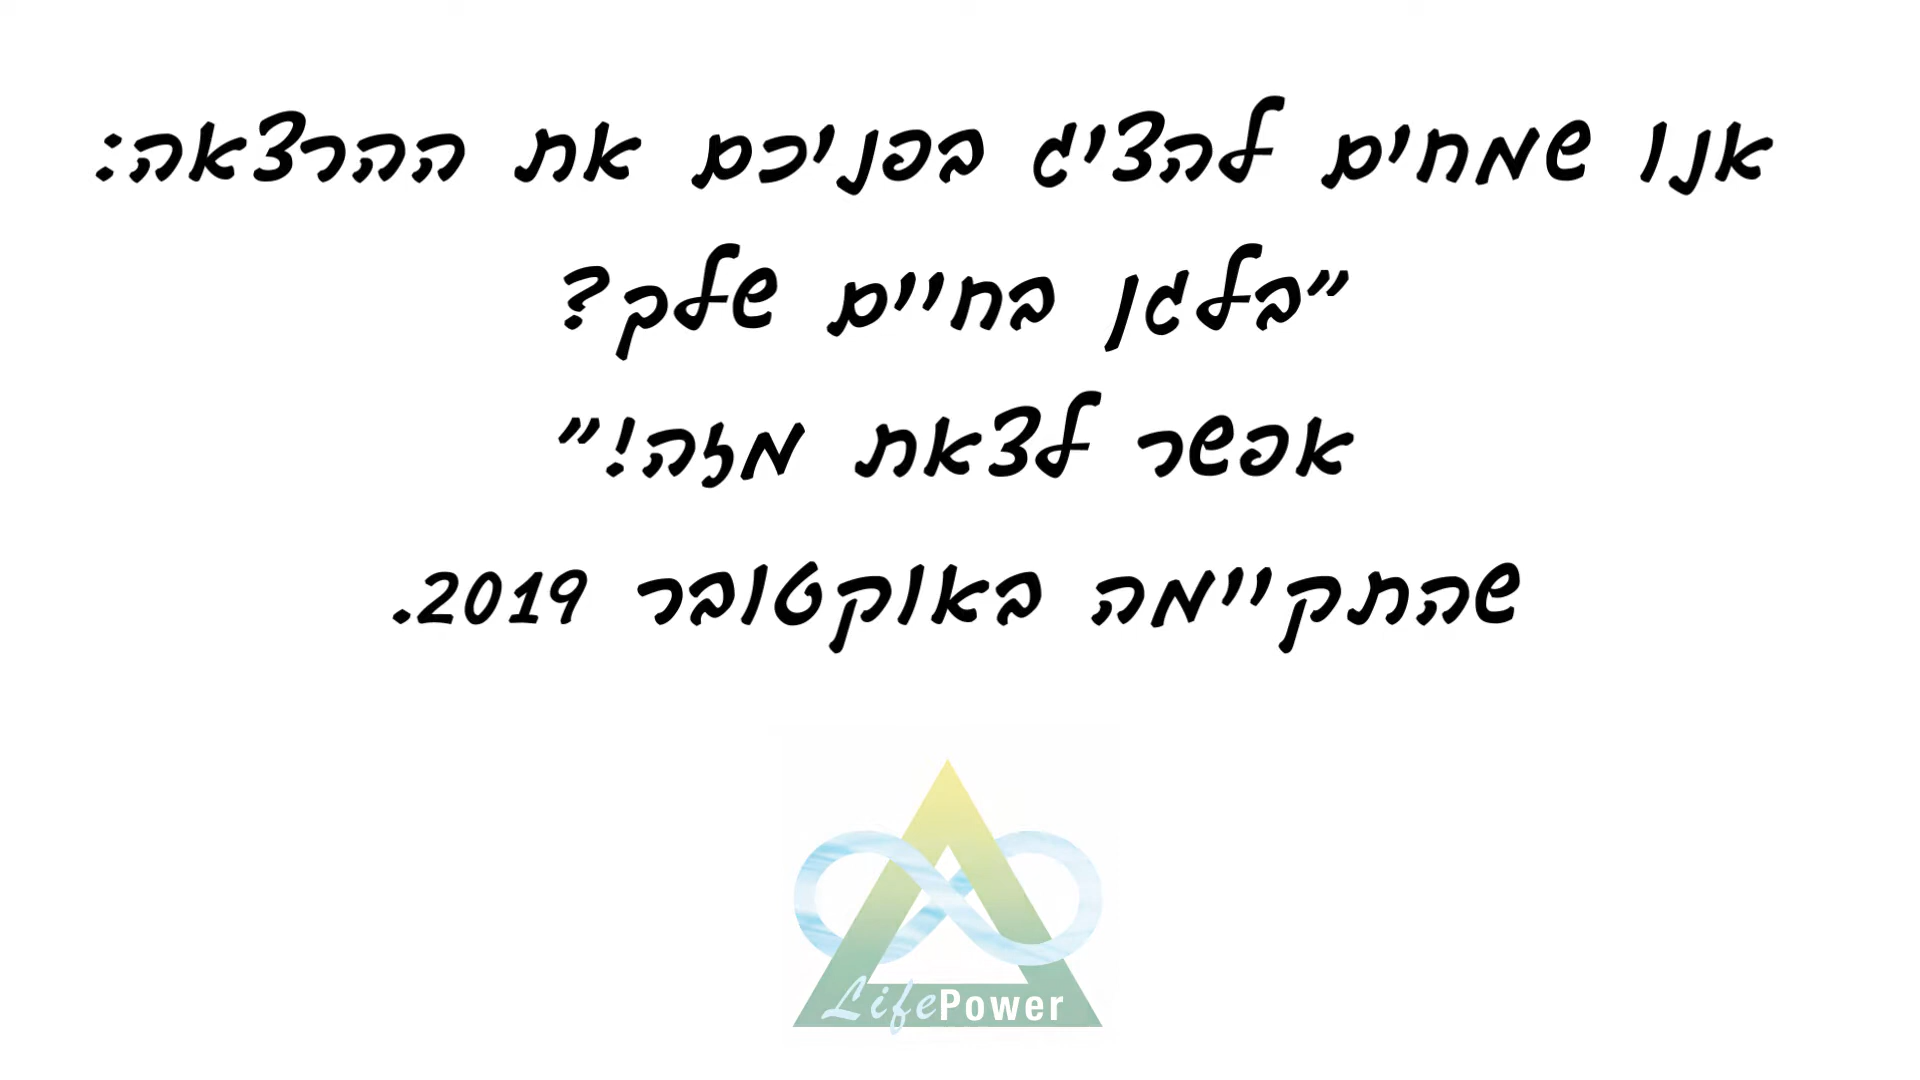 אנו שמחים להציג בפניכם את ההרצאה:
"בלגן בחיים שלך?
אפשר לצאת מזה!"
שהתקיימה באוקטובר 2019.
LifePower